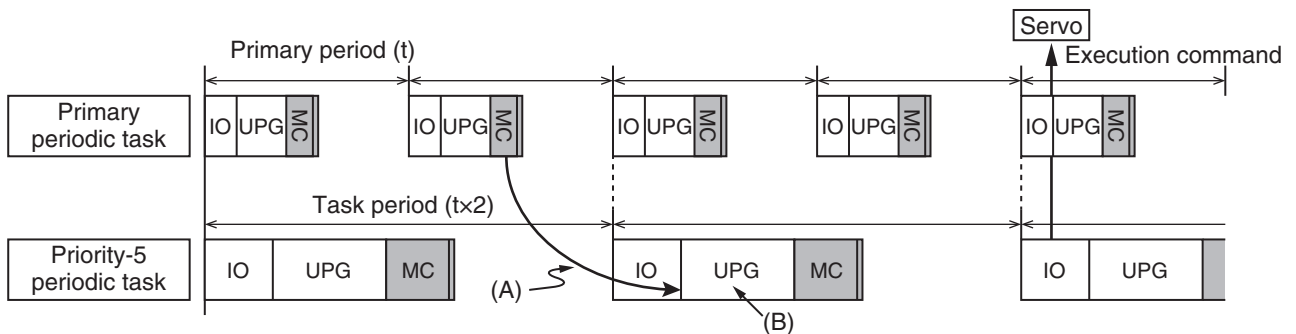 Servo
Primary period (t)
Execution command
Primary
periodic task
IO UPG MC
IO UPG MC
IO UPG MC
IO UPG MC
IO UPG MC
Task period (t×2)
Priority-5
periodic task
IO UPG MC
IO UPG MC
IO UPG
(A)
(B)